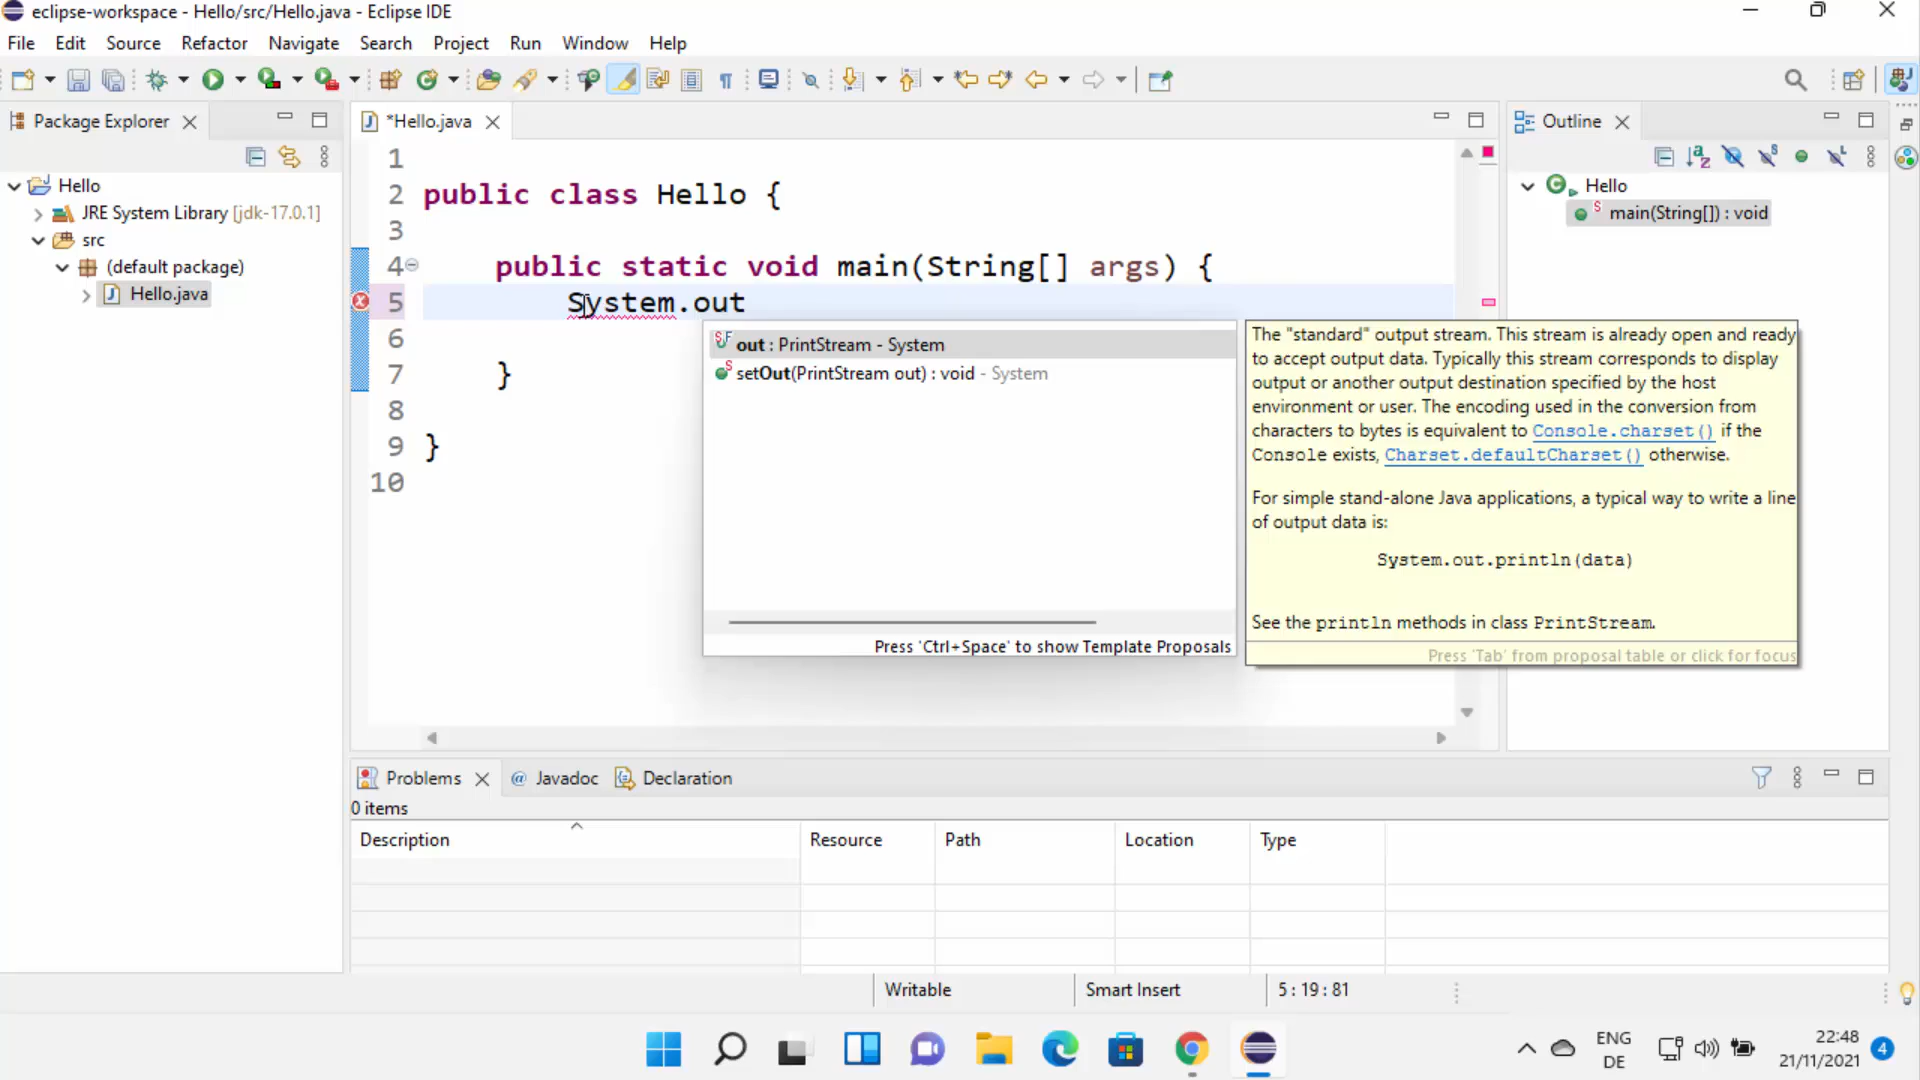 eclipse-workspace - Hello/src/Hello.java - Eclipse IDE
File Edit Source Refactor Navigate Search Project Run Window Help
Package Explorer
Hello
JRE System Library [jdk-17.0.1]
src
(default package)
Hello.java
*Hello.java
1
2 public class Hello {
3
4 public static void main(String[] args) {
5 System.out
6
7 }
8
9 }
10
out : PrintStream - System
setOut(PrintStream out) : void - System
Press 'Ctrl+Space' to show Template Proposals
The "standard" output stream. This stream is already open and ready
to accept output data. Typically this stream corresponds to display
output or another output destination specified by the host
environment or user. The encoding used in the conversion from
characters to bytes is equivalent to Console.charset() if the
Console exists, Charset.defaultCharset() otherwise.
For simple stand-alone Java applications, a typical way to write a line
of output data is:
System.out.println(data)
See the println methods in class PrintStream.
Press 'Tab' from proposal table or click for focus
Outline
Hello
main(String[]) : void
Problems @ Javadoc Declaration
0 items
Description Resource Path Location Type
Writable Smart Insert 5 : 19 : 81
ENG
DE
22:48
21/11/2021
4